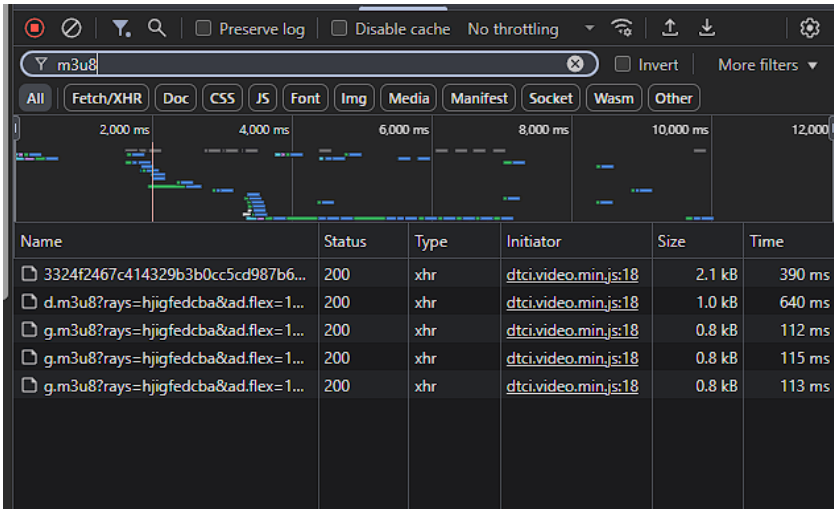 Preserve log Disable cache No throttling
m3u8 Invert More filters
All Fetch/XHR Doc CSS JS Font Img Media Manifest Socket Wasm Other
2,000 ms 4,000 ms 6,000 ms 8,000 ms 10,000 ms 12,000
Name Status Type Initiator Size Time
3324f2467c414329b3b0cc5cd987b6... 200 xhr dtci.video.min.js:18 2.1 kB 390 ms
d.m3u8?rays=hjigfedcba&ad.flex=1... 200 xhr dtci.video.min.js:18 1.0 kB 640 ms
g.m3u8?rays=hjigfedcba&ad.flex=1... 200 xhr dtci.video.min.js:18 0.8 kB 112 ms
g.m3u8?rays=hjigfedcba&ad.flex=1... 200 xhr dtci.video.min.js:18 0.8 kB 115 ms
g.m3u8?rays=hjigfedcba&ad.flex=1... 200 xhr dtci.video.min.js:18 0.8 kB 113 ms